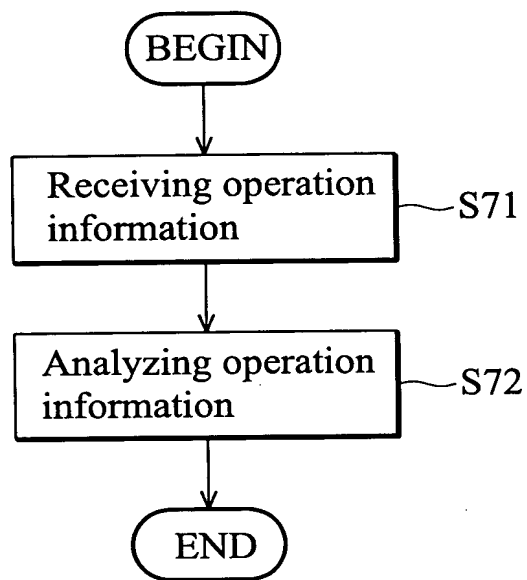 BEGIN
Receiving operation
information
S71
Analyzing operation
information
S72
END